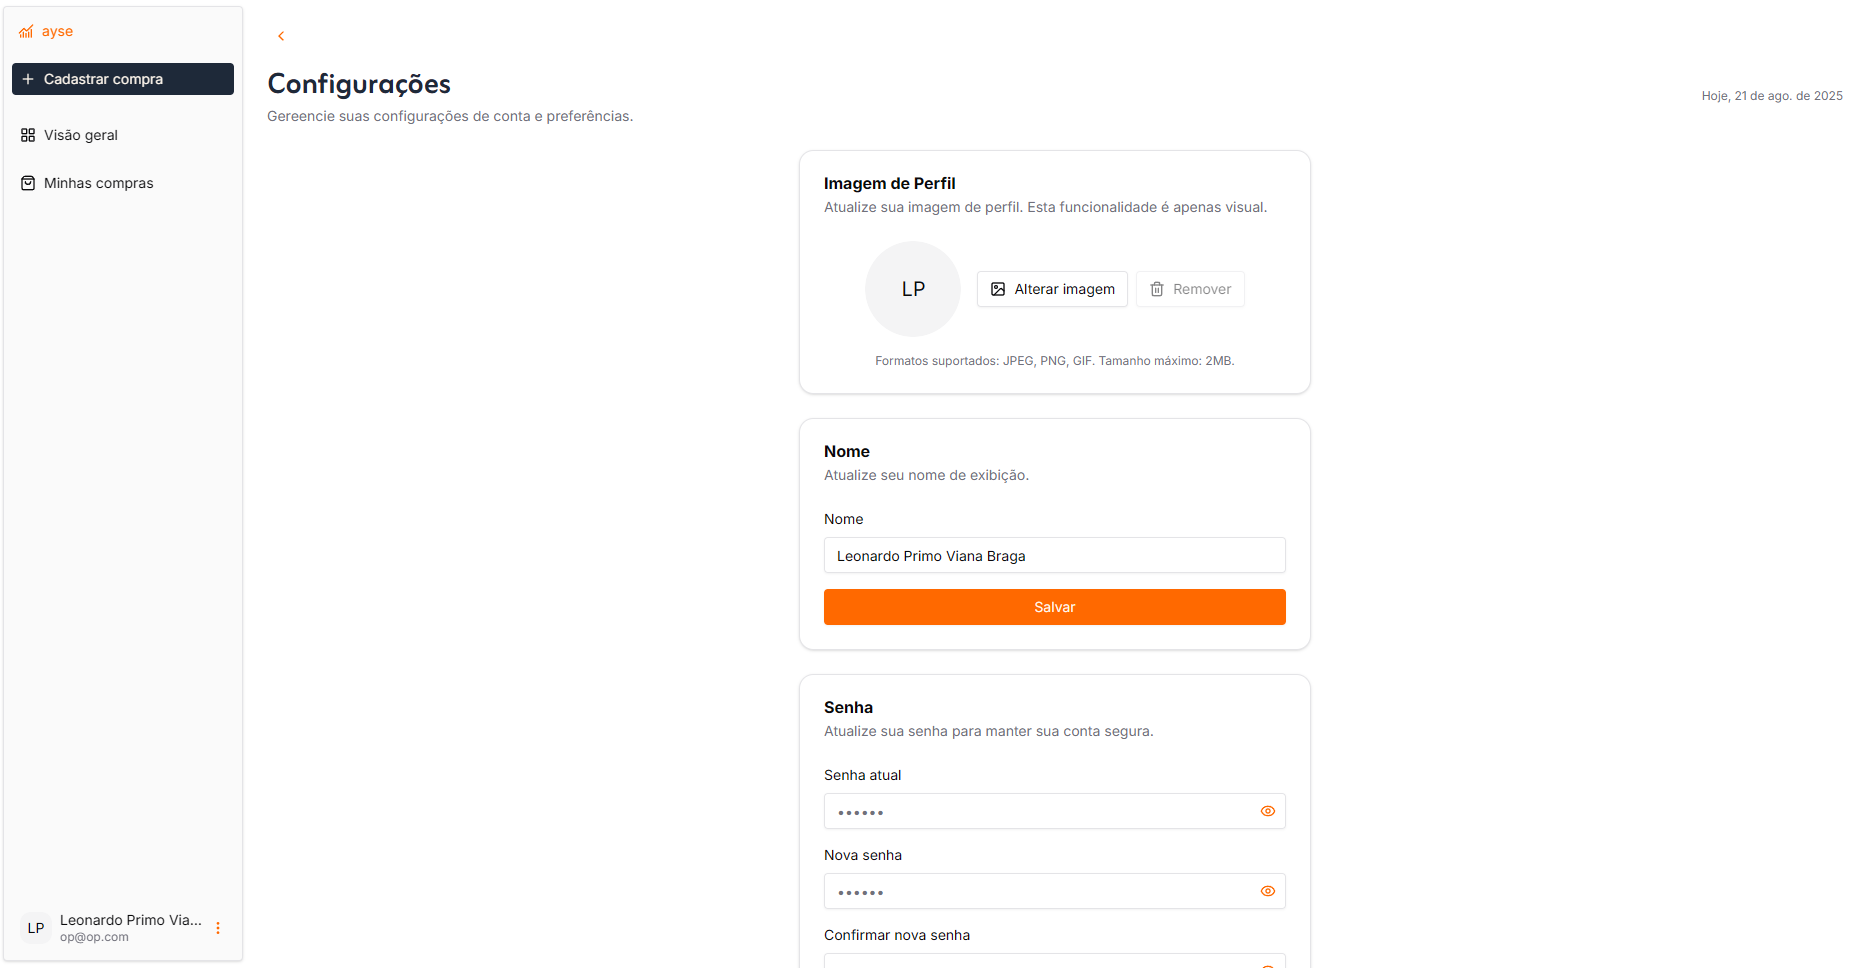 ayse
Cadastrar compra
Visão geral
Minhas compras
Configurações
Gereencie suas configurações de conta e preferências.
Hoje, 21 de ago. de 2025
Imagem de Perfil
Atualize sua imagem de perfil. Esta funcionalidade é apenas visual.
LP
Alterar imagem
Remover
Formatos suportados: JPEG, PNG, GIF. Tamanho máximo: 2MB.
Nome
Atualize seu nome de exibição.
Nome
Leonardo Primo Viana Braga
Salvar
Senha
Atualize sua senha para manter sua conta segura.
Senha atual
••••••
Nova senha
••••••
Confirmar nova senha
LP
Leonardo Primo Via...
op@op.com